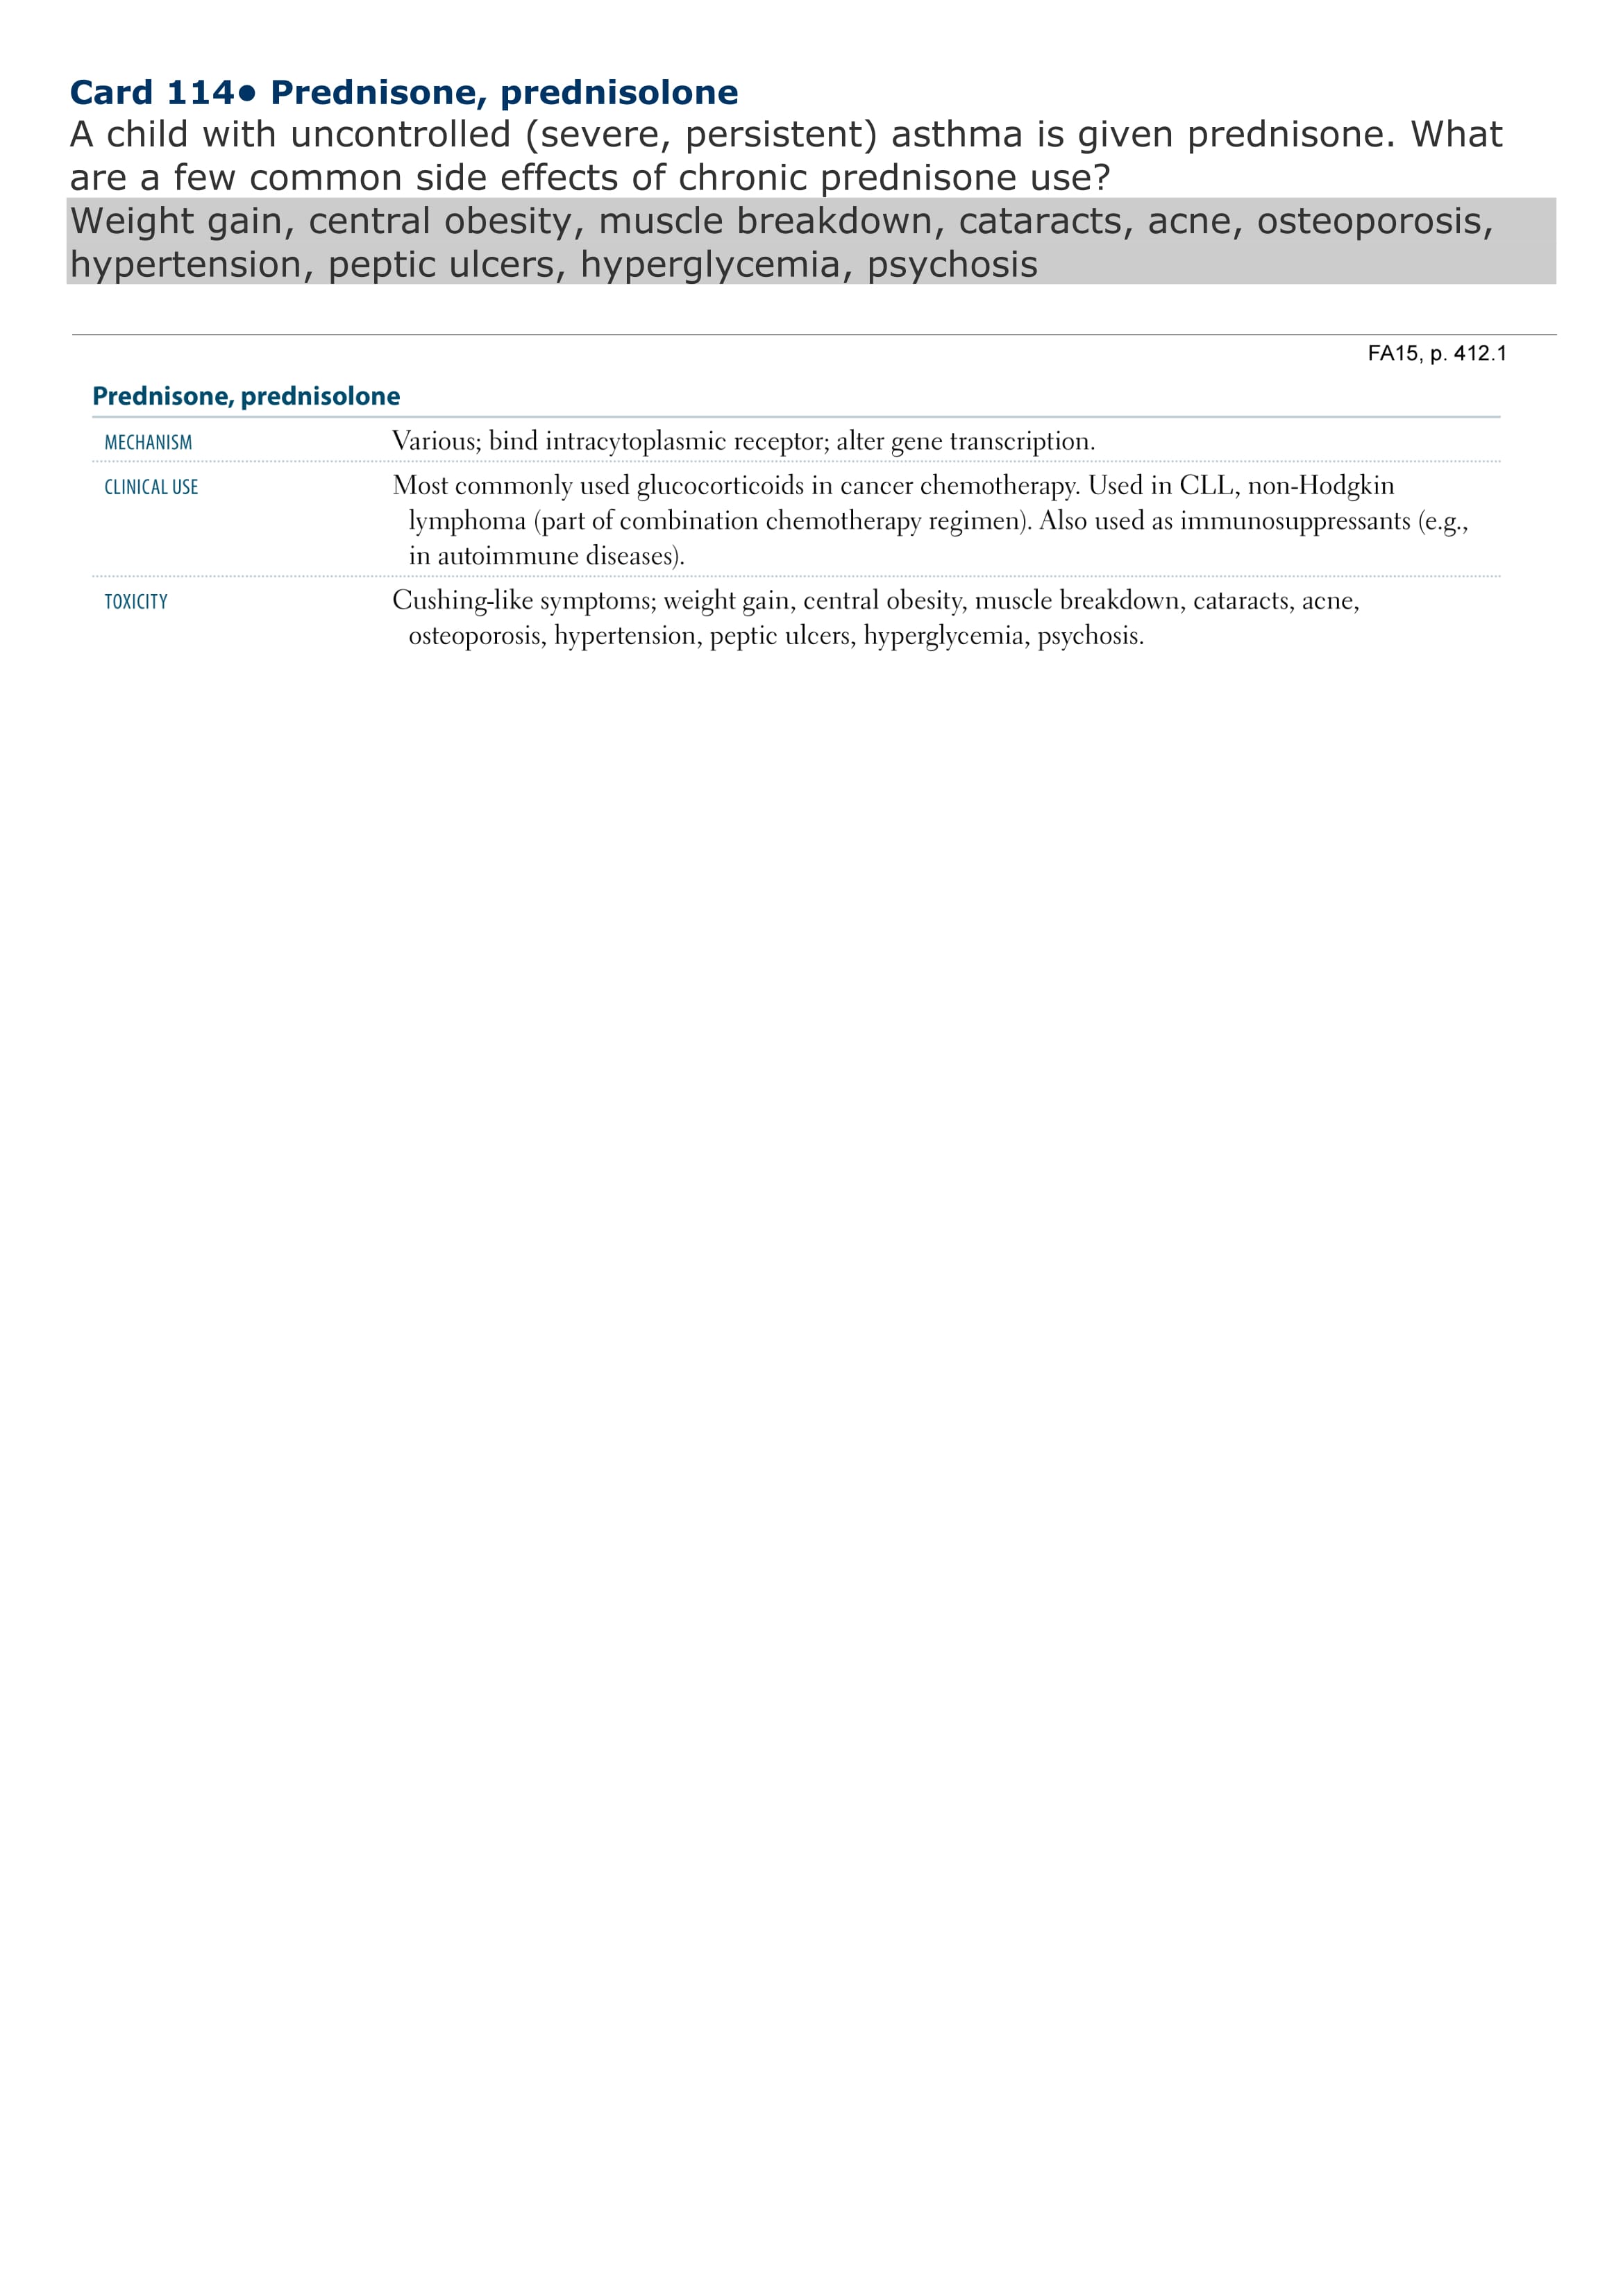 Card 114• Prednisone, prednisolone
A child with uncontrolled (severe, persistent) asthma is given prednisone. What
are a few common side effects of chronic prednisone use?
Weight gain, central obesity, muscle breakdown, cataracts, acne, osteoporosis,
hypertension, peptic ulcers, hyperglycemia, psychosis
FA15, p. 412.1
Prednisone, prednisolone
MECHANISM Various; bind intracytoplasmic receptor; alter gene transcription.
CLINICAL USE Most commonly used glucocorticoids in cancer chemotherapy. Used in CLL, non-Hodgkin
lymphoma (part of combination chemotherapy regimen). Also used as immunosuppressants (e.g.,
in autoimmune diseases).
TOXICITY Cushing-like symptoms; weight gain, central obesity, muscle breakdown, cataracts, acne,
osteoporosis, hypertension, peptic ulcers, hyperglycemia, psychosis.